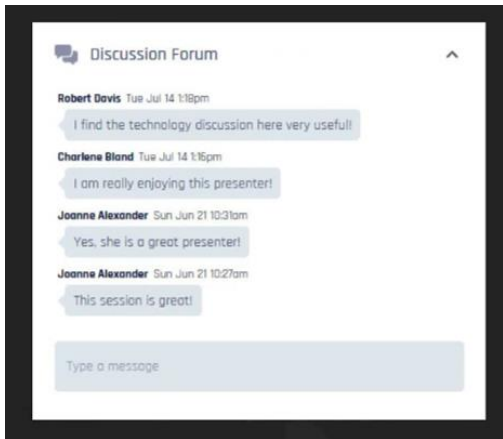 Discussion Forum
Robert Davis Tue Jul 14 1:18pm
I find the technology discussion here very useful!
Charlene Bland Tue Jul 14 1:16pm
I am really enjoying this presenter!
Joanne Alexander Sun Jun 21 10:31am
Yes, she is a great presenter!
Joanne Alexander Sun Jun 21 10:27am
This session is great!
Type a message